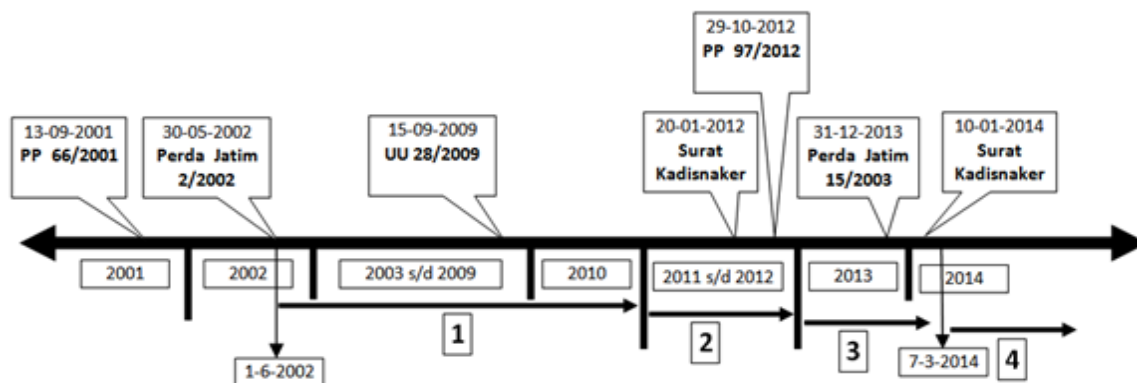 29-10-2012
PP 97/2012
13-09-2001
PP 66/2001
30-05-2002
Perda Jatim
2/2002
15-09-2009
UU 28/2009
20-01-2012
Surat
Kadisnaker
31-12-2013
Perda Jatim
15/2003
10-01-2014
Surat
Kadisnaker
2001
2002
2003 s/d 2009
2010
2011 s/d 2012
2013
2014
1
2
3
4
1-6-2002
7-3-2014